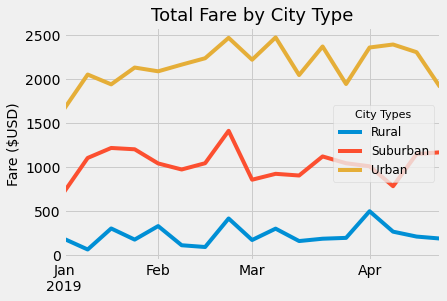 Total Fare by City Type
Fare ($USD)
2500
2000
1500
1000
500
0
City Types
Rural
Suburban
Urban
Jan Feb Mar Apr
2019